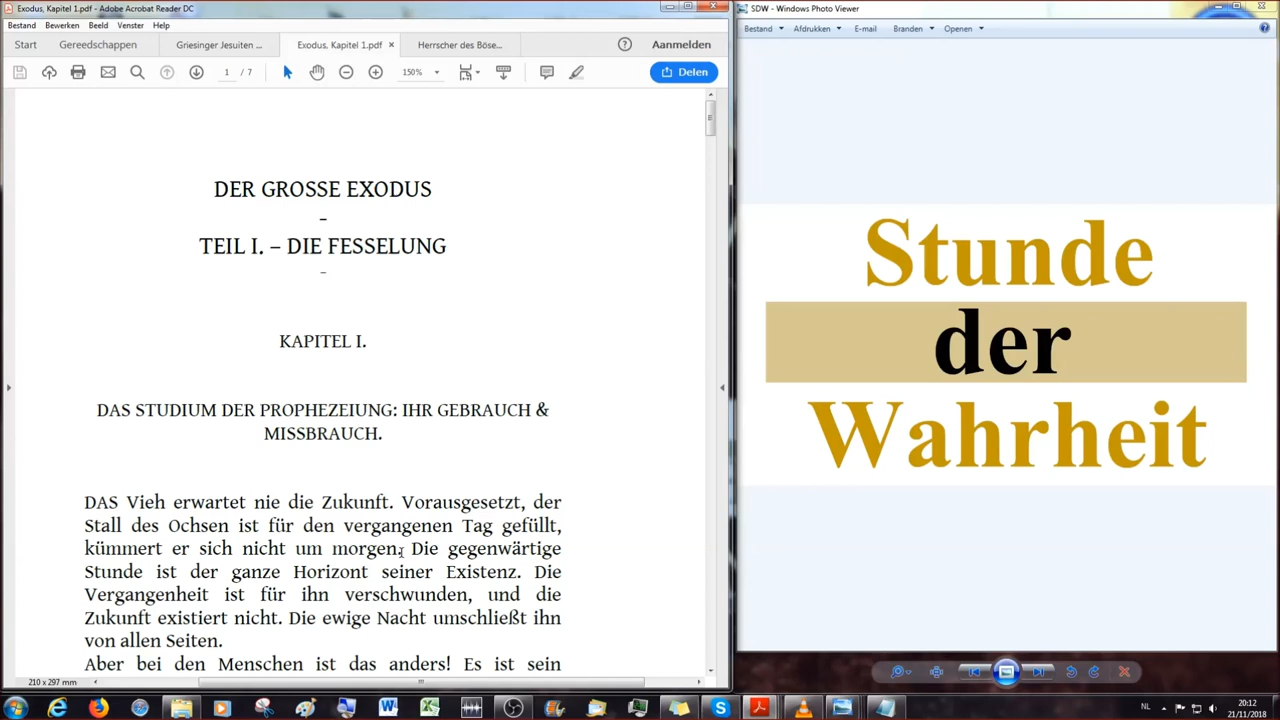 Exodus, Kapitel 1.pdf - Adobe Acrobat Reader DC
Bestand Bewerken Beeld Venster Help
Start Gereedschappen Griesinger Jesuiten ... Exodus, Kapitel 1.pdf × Herrscher des Böse... Aanmelden
1 / 7 150% Delen
DER GROSSE EXODUS
-
TEIL I. – DIE FESSELUNG
-
KAPITEL I.
DAS STUDIUM DER PROPHEZEIUNG: IHR GEBRAUCH &
MISSBRAUCH.
DAS Vieh erwartet nie die Zukunft. Vorausgesetzt, der
Stall des Ochsen ist für den vergangenen Tag gefüllt,
kümmert er sich nicht um morgen. Die gegenwärtige
Stunde ist der ganze Horizont seiner Existenz. Die
Vergangenheit ist für ihn verschwunden, und die
Zukunft existiert nicht. Die ewige Nacht umschließt ihn
von allen Seiten.
Aber bei den Menschen ist das anders! Es ist sein
210 x 297 mm
SDW - Windows Photo Viewer
Bestand Afdrukken E-mail Branden Openen
Stunde
der
Wahrheit
NL 20:12
21/11/2018